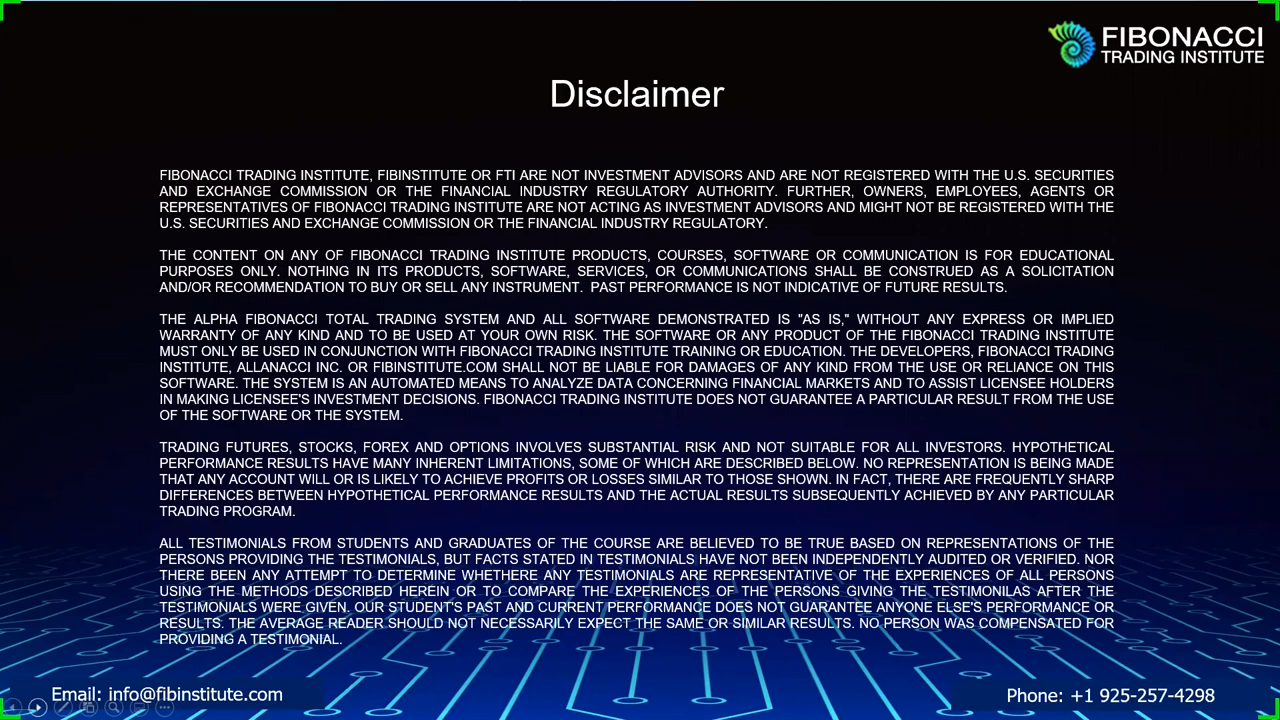 FIBONACCI
TRADING INSTITUTE
Disclaimer
FIBONACCI TRADING INSTITUTE, FIBINSTITUTE OR FTI ARE NOT INVESTMENT ADVISORS AND ARE NOT REGISTERED WITH THE U.S. SECURITIES
AND EXCHANGE COMMISSION OR THE FINANCIAL INDUSTRY REGULATORY AUTHORITY. FURTHER, OWNERS, EMPLOYEES, AGENTS OR
REPRESENTATIVES OF FIBONACCI TRADING INSTITUTE ARE NOT ACTING AS INVESTMENT ADVISORS AND MIGHT NOT BE REGISTERED WITH THE
U.S. SECURITIES AND EXCHANGE COMMISSION OR THE FINANCIAL INDUSTRY REGULATORY.
THE CONTENT ON ANY OF FIBONACCI TRADING INSTITUTE PRODUCTS, COURSES, SOFTWARE OR COMMUNICATION IS FOR EDUCATIONAL
PURPOSES ONLY. NOTHING IN ITS PRODUCTS, SOFTWARE, SERVICES, OR COMMUNICATIONS SHALL BE CONSTRUED AS A SOLICITATION
AND/OR RECOMMENDATION TO BUY OR SELL ANY INSTRUMENT. PAST PERFORMANCE IS NOT INDICATIVE OF FUTURE RESULTS.
THE ALPHA FIBONACCI TOTAL TRADING SYSTEM AND ALL SOFTWARE DEMONSTRATED IS "AS IS," WITHOUT ANY EXPRESS OR IMPLIED
WARRANTY OF ANY KIND AND TO BE USED AT YOUR OWN RISK. THE SOFTWARE OR ANY PRODUCT OF THE FIBONACCI TRADING INSTITUTE
MUST ONLY BE USED IN CONJUNCTION WITH FIBONACCI TRADING INSTITUTE TRAINING OR EDUCATION. THE DEVELOPERS, FIBONACCI TRADING
INSTITUTE, ALLANACCI INC. OR FIBINSTITUTE.COM SHALL NOT BE LIABLE FOR DAMAGES OF ANY KIND FROM THE USE OR RELIANCE ON THIS
SOFTWARE. THE SYSTEM IS AN AUTOMATED MEANS TO ANALYZE DATA CONCERNING FINANCIAL MARKETS AND TO ASSIST LICENSEE HOLDERS
IN MAKING LICENSEE'S INVESTMENT DECISIONS. FIBONACCI TRADING INSTITUTE DOES NOT GUARANTEE A PARTICULAR RESULT FROM THE USE
OF THE SOFTWARE OR THE SYSTEM.
TRADING FUTURES, STOCKS, FOREX AND OPTIONS INVOLVES SUBSTANTIAL RISK AND NOT SUITABLE FOR ALL INVESTORS. HYPOTHETICAL
PERFORMANCE RESULTS HAVE MANY INHERENT LIMITATIONS, SOME OF WHICH ARE DESCRIBED BELOW. NO REPRESENTATION IS BEING MADE
THAT ANY ACCOUNT WILL OR IS LIKELY TO ACHIEVE PROFITS OR LOSSES SIMILAR TO THOSE SHOWN. IN FACT, THERE ARE FREQUENTLY SHARP
DIFFERENCES BETWEEN HYPOTHETICAL PERFORMANCE RESULTS AND THE ACTUAL RESULTS SUBSEQUENTLY ACHIEVED BY ANY PARTICULAR
TRADING PROGRAM.
ALL TESTIMONIALS FROM STUDENTS AND GRADUATES OF THE COURSE ARE BELIEVED TO BE TRUE BASED ON REPRESENTATIONS OF THE
PERSONS PROVIDING THE TESTIMONIALS, BUT FACTS STATED IN TESTIMONIALS HAVE NOT BEEN INDEPENDENTLY AUDITED OR VERIFIED. NOR
THERE BEEN ANY ATTEMPT TO DETERMINE WHETHERE ANY TESTIMONIALS ARE REPRESENTATIVE OF THE EXPERIENCES OF ALL PERSONS
USING THE METHODS DESCRIBED HEREIN OR TO COMPARE THE EXPERIENCES OF THE PERSONS GIVING THE TESTIMONILAS AFTER THE
TESTIMONIALS WERE GIVEN. OUR STUDENT'S PAST AND CURRENT PERFORMANCE DOES NOT GUARANTEE ANYONE ELSE'S PERFORMANCE OR
RESULTS. THE AVERAGE READER SHOULD NOT NECESSARILY EXPECT THE SAME OR SIMILAR RESULTS. NO PERSON WAS COMPENSATED FOR
PROVIDING A TESTIMONIAL.
Email: info@fibinstitute.com
Phone: +1 925-257-4298